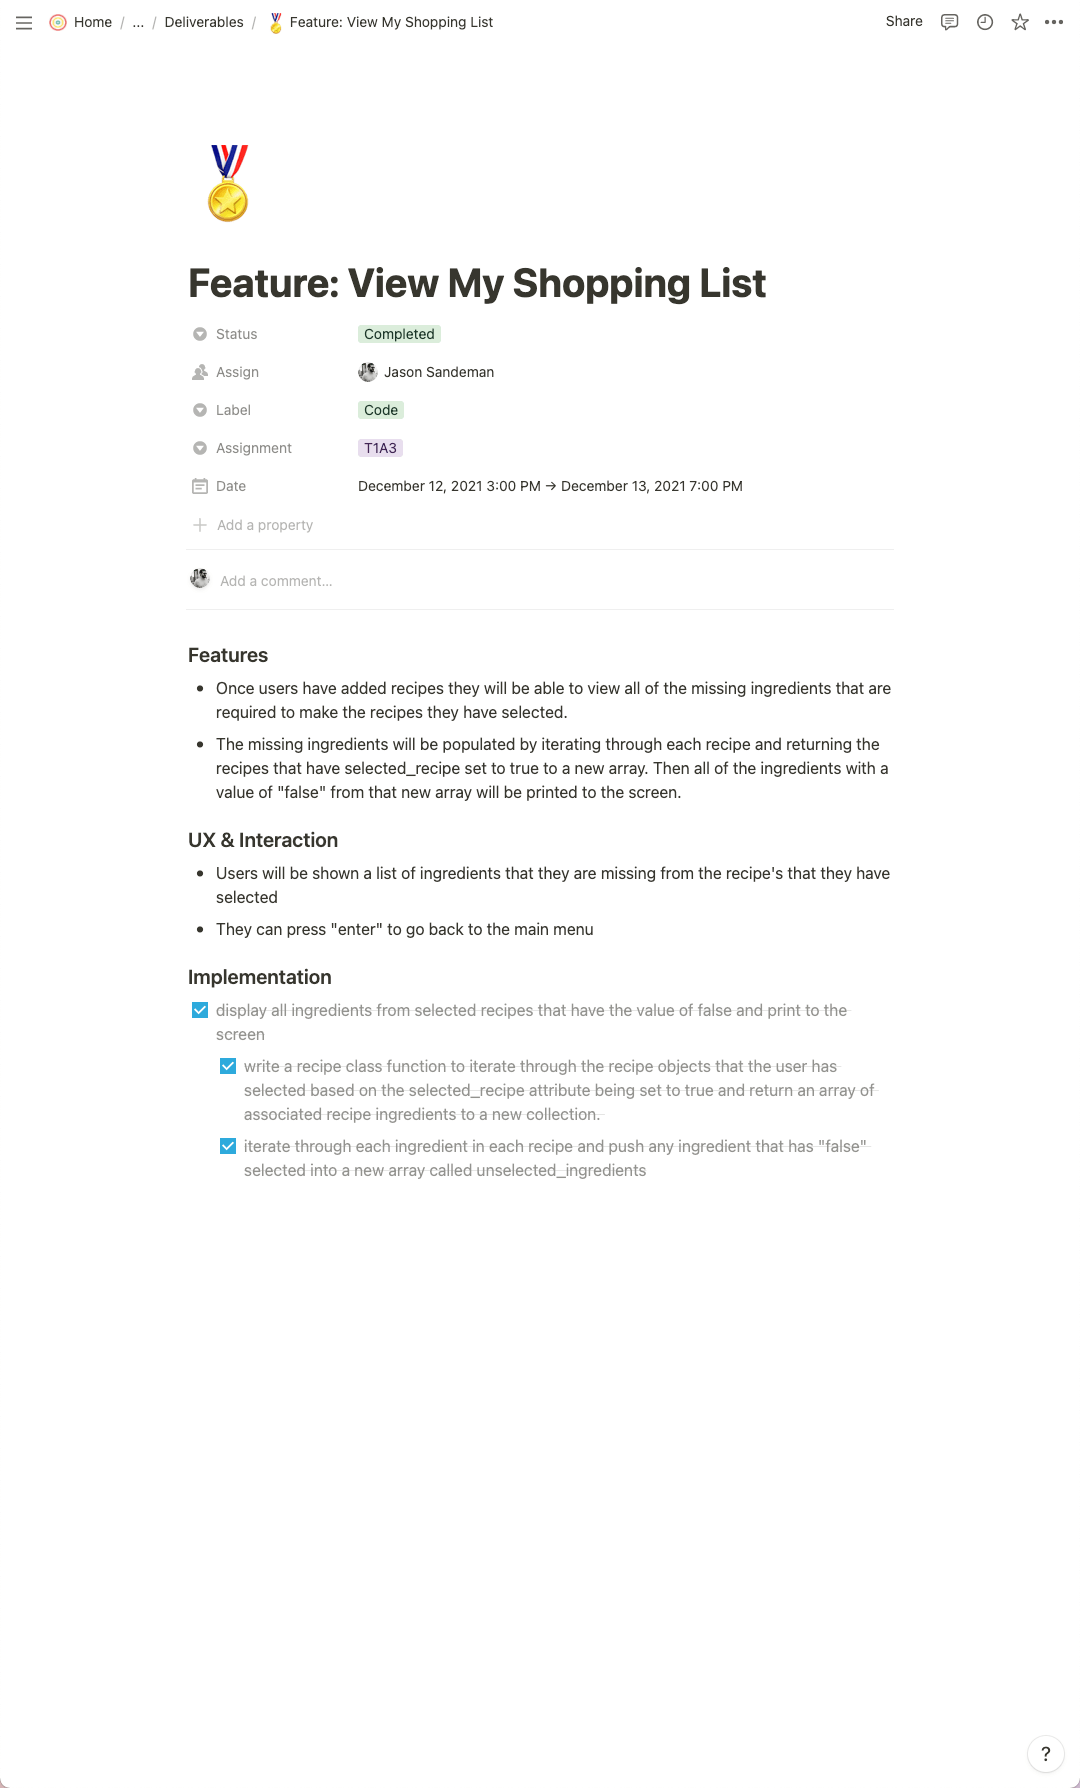 Home / ... / Deliverables / Feature: View My Shopping List
Share
Feature: View My Shopping List
Status Completed
Assign Jason Sandeman
Label Code
Assignment T1A3
Date December 12, 2021 3:00 PM → December 13, 2021 7:00 PM
Add a property
Add a comment...
Features
• Once users have added recipes they will be able to view all of the missing ingredients that are
required to make the recipes they have selected.
• The missing ingredients will be populated by iterating through each recipe and returning the
recipes that have selected_recipe set to true to a new array. Then all of the ingredients with a
value of "false" from that new array will be printed to the screen.
UX & Interaction
• Users will be shown a list of ingredients that they are missing from the recipe's that they have
selected
• They can press "enter" to go back to the main menu
Implementation
display all ingredients from selected recipes that have the value of false and print to the
screen
write a recipe class function to iterate through the recipe objects that the user has
selected based on the selected_recipe attribute being set to true and return an array of
associated recipe ingredients to a new collection.
iterate through each ingredient in each recipe and push any ingredient that has "false"
selected into a new array called unselected_ingredients
?